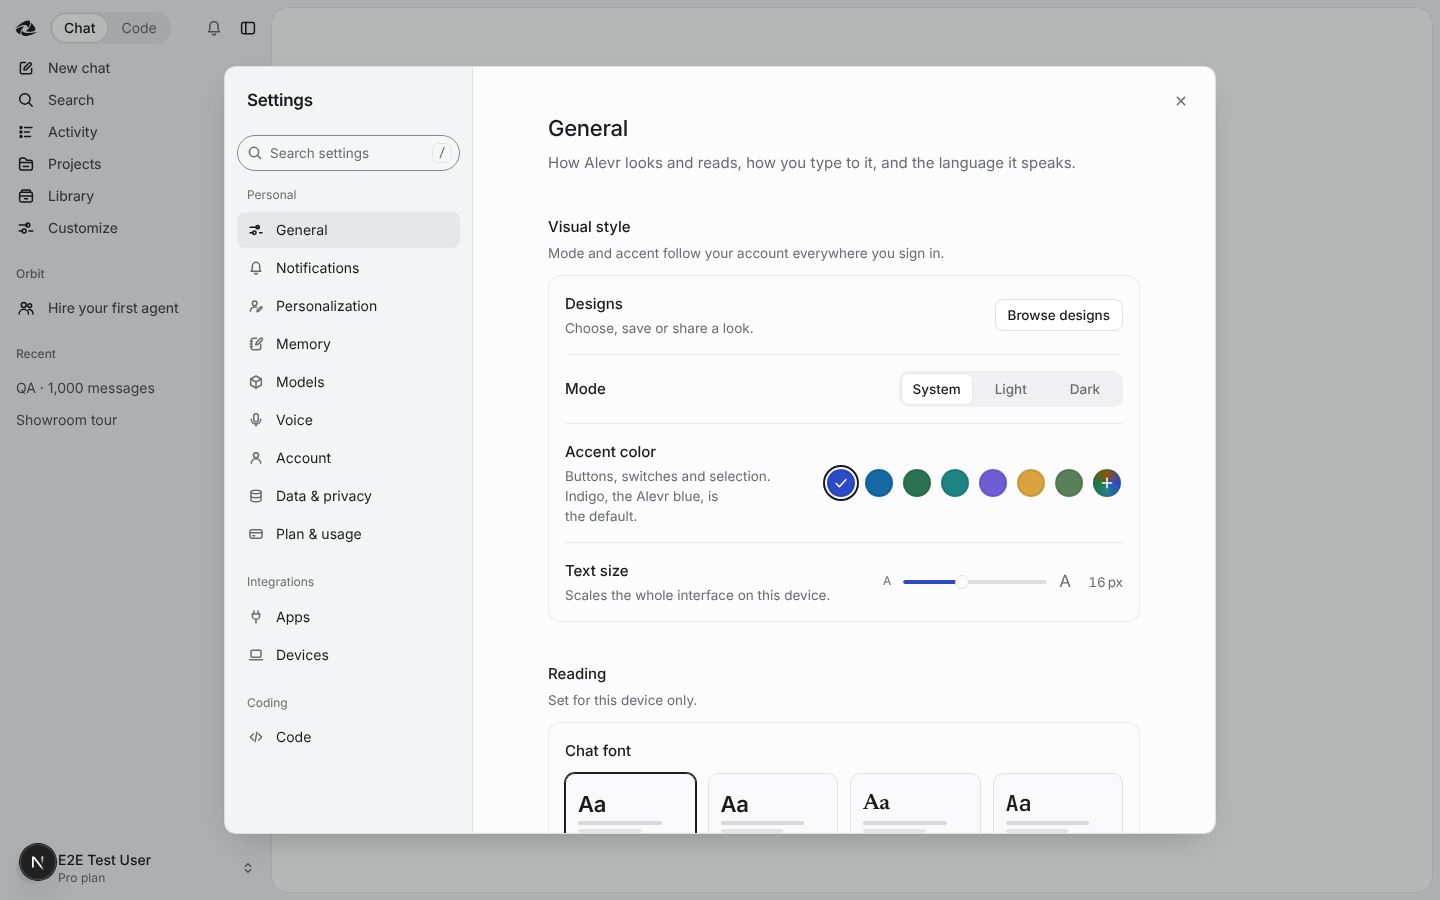 Chat
Code
New chat
Search
Activity
Projects
Library
Customize
Orbit
Hire your first agent
Recent
QA · 1,000 messages
Showroom tour
N
E2E Test User
Pro plan
Settings
Search settings
/
Personal
General
Notifications
Personalization
Memory
Models
Voice
Account
Data & privacy
Plan & usage
Integrations
Apps
Devices
Coding
Code
General
How Alevr looks and reads, how you type to it, and the language it speaks.
Visual style
Mode and accent follow your account everywhere you sign in.
Designs
Choose, save or share a look.
Browse designs
Mode
System
Light
Dark
Accent color
Buttons, switches and selection.
Indigo, the Alevr blue, is
the default.
Text size
Scales the whole interface on this device.
A
A
16 px
Reading
Set for this device only.
Chat font
Aa
Aa
Aa
Aa